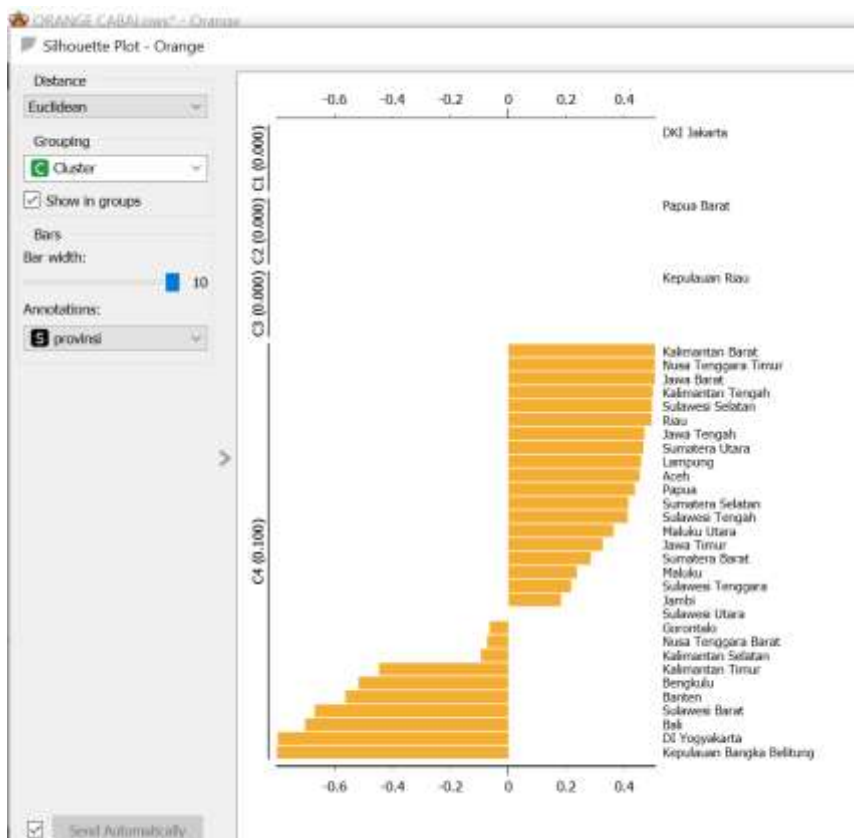 ORANGE CABALows* - Orange
Silhouette Plot - Orange
Distance
Euclidean
Grouping
C Cluster
Show in groups
Bars
Bar width:
10
Annotations:
S provinsi
Send Automatically
-0.6 -0.4 -0.2 0 0.2 0.4
C1 (0.000)
DKI Jakarta
C2 (0.000)
Papua Barat
C3 (0.000)
Kepulauan Riau
C4 (0.100)
Kalimantan Barat
Nusa Tenggara Timur
Jawa Barat
Kalimantan Tengah
Sulawesi Selatan
Riau
Jawa Tengah
Sumatera Utara
Lampung
Aceh
Papua
Sumatera Selatan
Sulawesi Tengah
Maluku Utara
Jawa Timur
Sumatera Barat
Maluku
Sulawesi Tenggara
Jambi
Sulawesi Utara
Gorontalo
Nusa Tenggara Barat
Kalimantan Selatan
Kalimantan Timur
Bengkulu
Banten
Sulawesi Barat
Bali
DI Yogyakarta
Kepulauan Bangka Belitung
-0.6 -0.4 -0.2 0 0.2 0.4